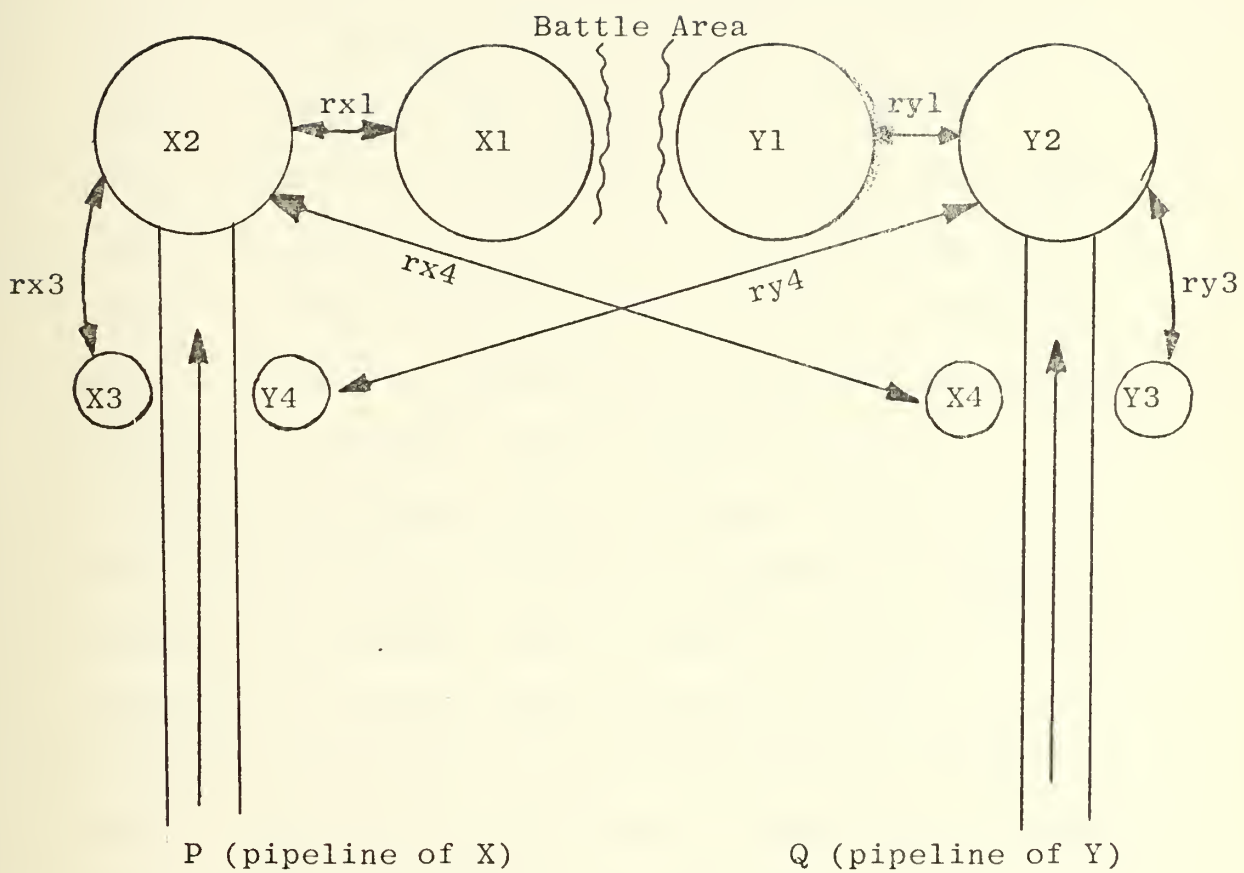 Battle Area
rx1
ry1
X2
X1
Y1
Y2
rx4
ry4
rx3
ry3
X3
Y4
X4
Y3
P (pipeline of X)
Q (pipeline of Y)